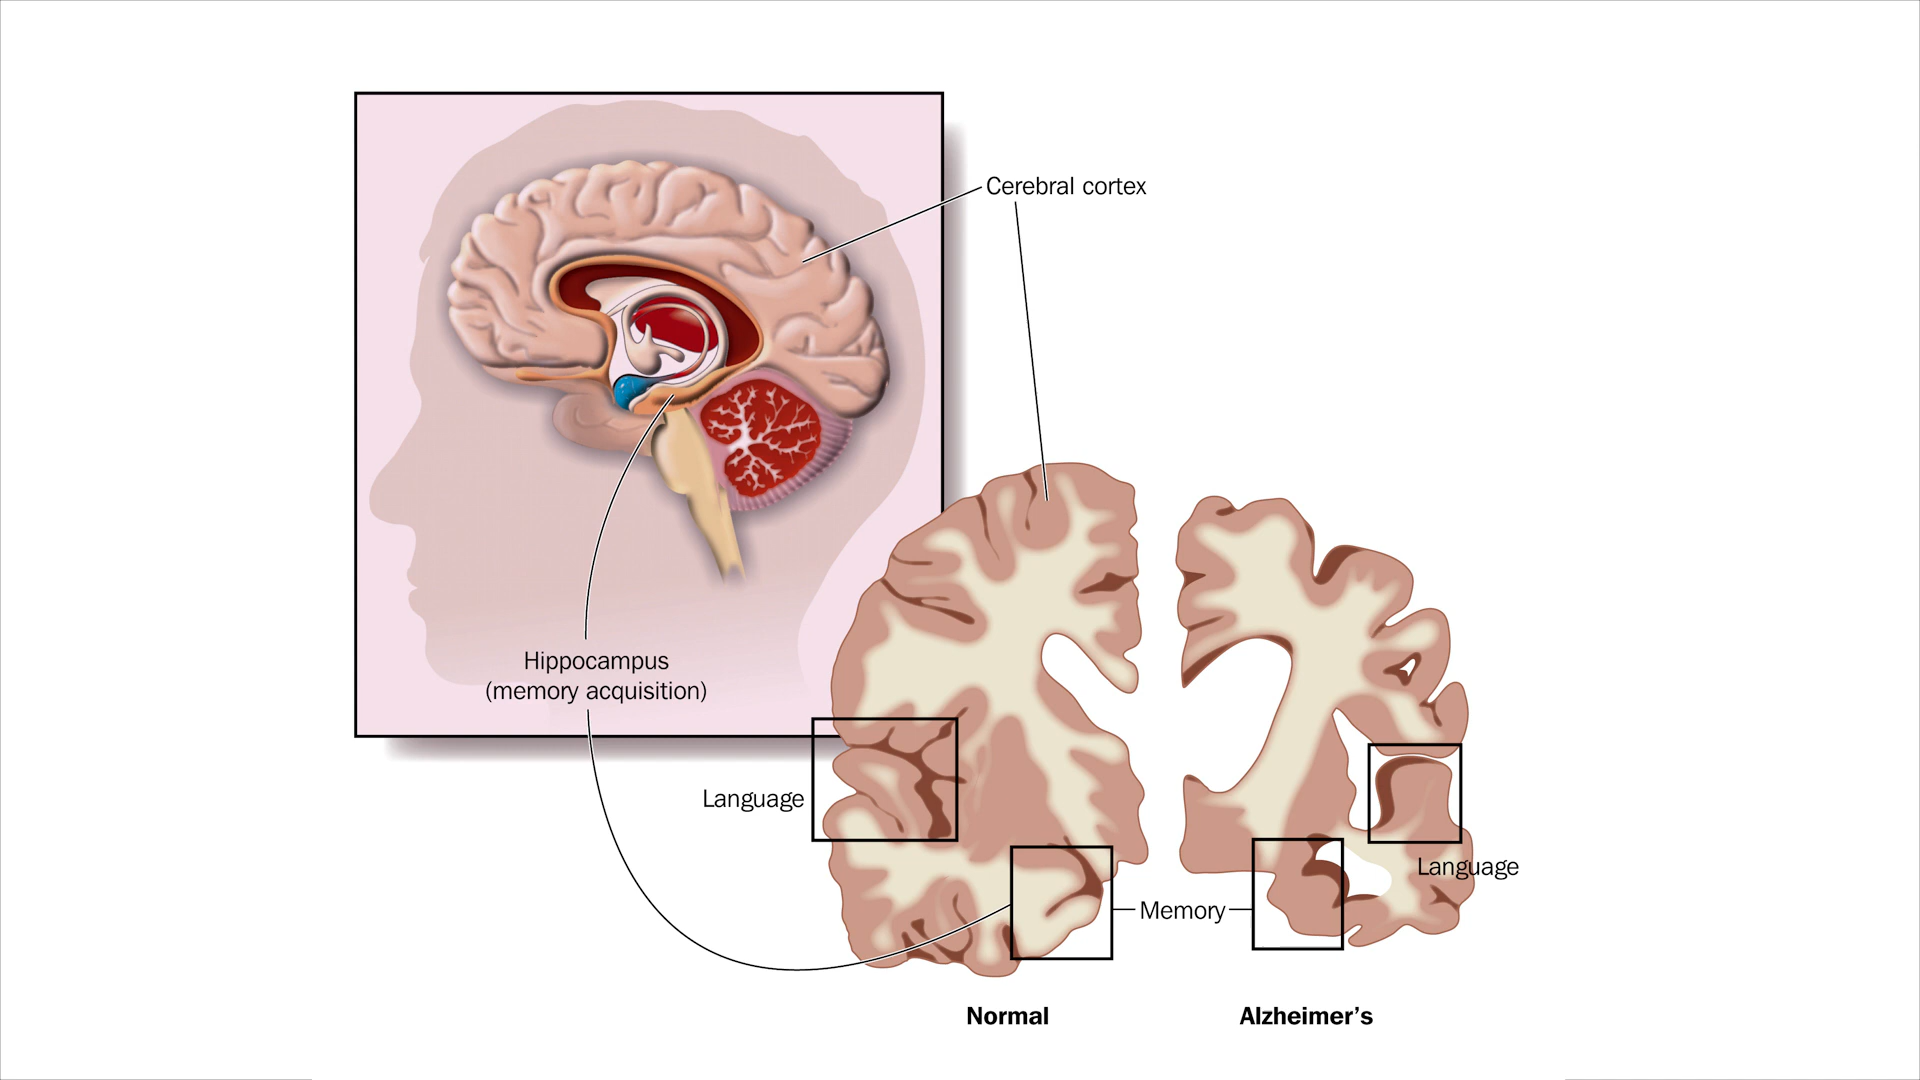 Cerebral cortex
Hippocampus
(memory acquisition)
Language
Language
Memory
Normal
Alzheimer’s